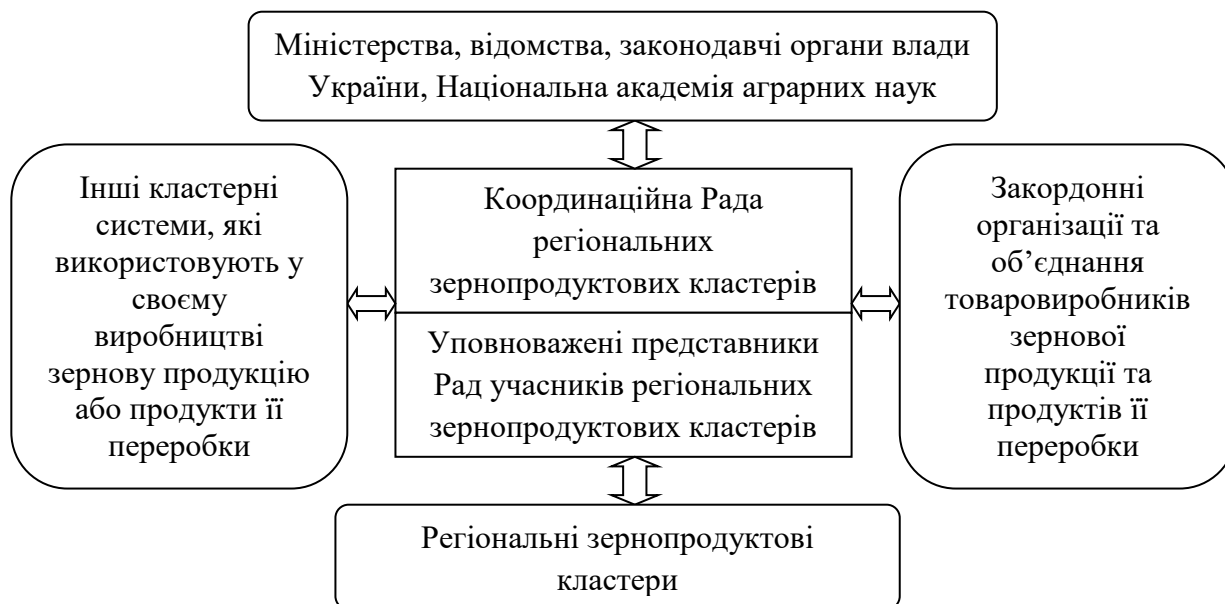 Міністерства, відомства, законодавчі органи влади
України, Національна академія аграрних наук
Інші кластерні
системи, які
використовують у
своєму
виробництві
зернову продукцію
або продукти її
переробки
Координаційна Рада
регіональних
зернопродуктових кластерів
Уповноважені представники
Рад учасників регіональних
зернопродуктових кластерів
Закордонні
організації та
об’єднання
товаровиробників
зернової
продукції та
продуктів її
переробки
Регіональні зернопродуктові
кластери